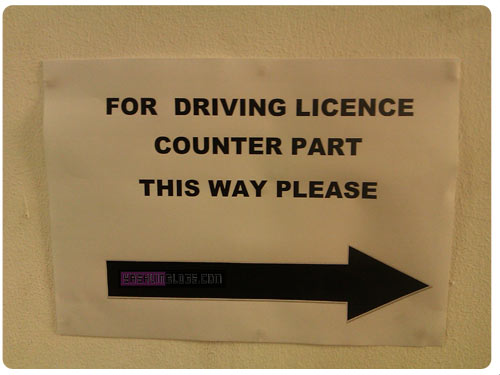 FOR DRIVING LICENCE
COUNTER PART
THIS WAY PLEASE